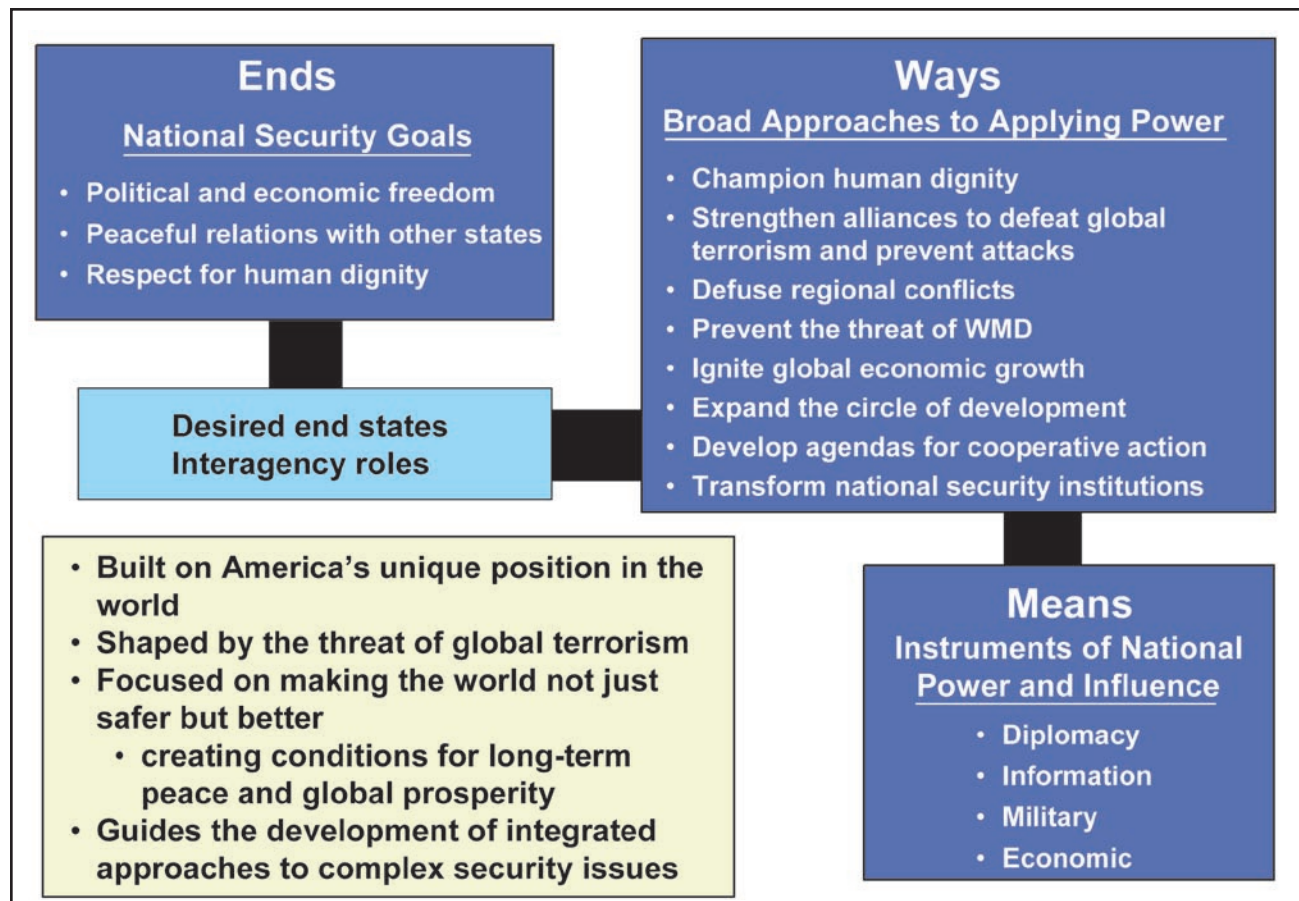 Ends
National Security Goals
• Political and economic freedom
• Peaceful relations with other states
• Respect for human dignity
Desired end states
Interagency roles
Ways
Broad Approaches to Applying Power
• Champion human dignity
• Strengthen alliances to defeat global
terrorism and prevent attacks
• Defuse regional conflicts
• Prevent the threat of WMD
• Ignite global economic growth
• Expand the circle of development
• Develop agendas for cooperative action
• Transform national security institutions
• Built on America’s unique position in the
world
• Shaped by the threat of global terrorism
• Focused on making the world not just
safer but better
• creating conditions for long-term
peace and global prosperity
• Guides the development of integrated
approaches to complex security issues
Means
Instruments of National
Power and Influence
• Diplomacy
• Information
• Military
• Economic